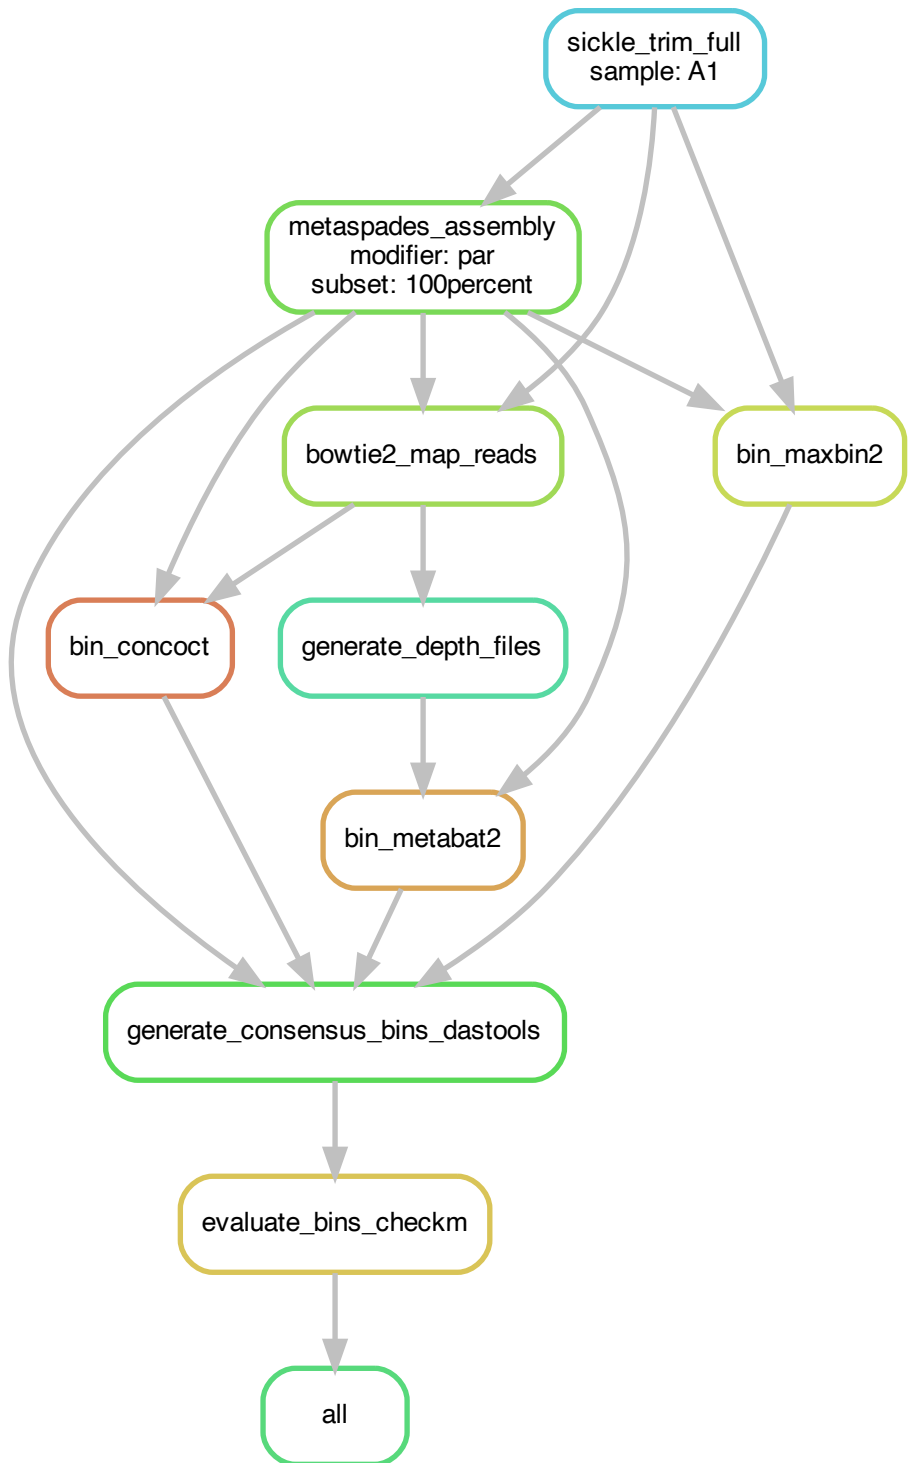 sickle_trim_full
sample: A1
metaspades_assembly
modifier: par
subset: 100percent
bowtie2_map_reads
bin_maxbin2
bin_concoct
generate_depth_files
bin_metabat2
generate_consensus_bins_dastools
evaluate_bins_checkm
all